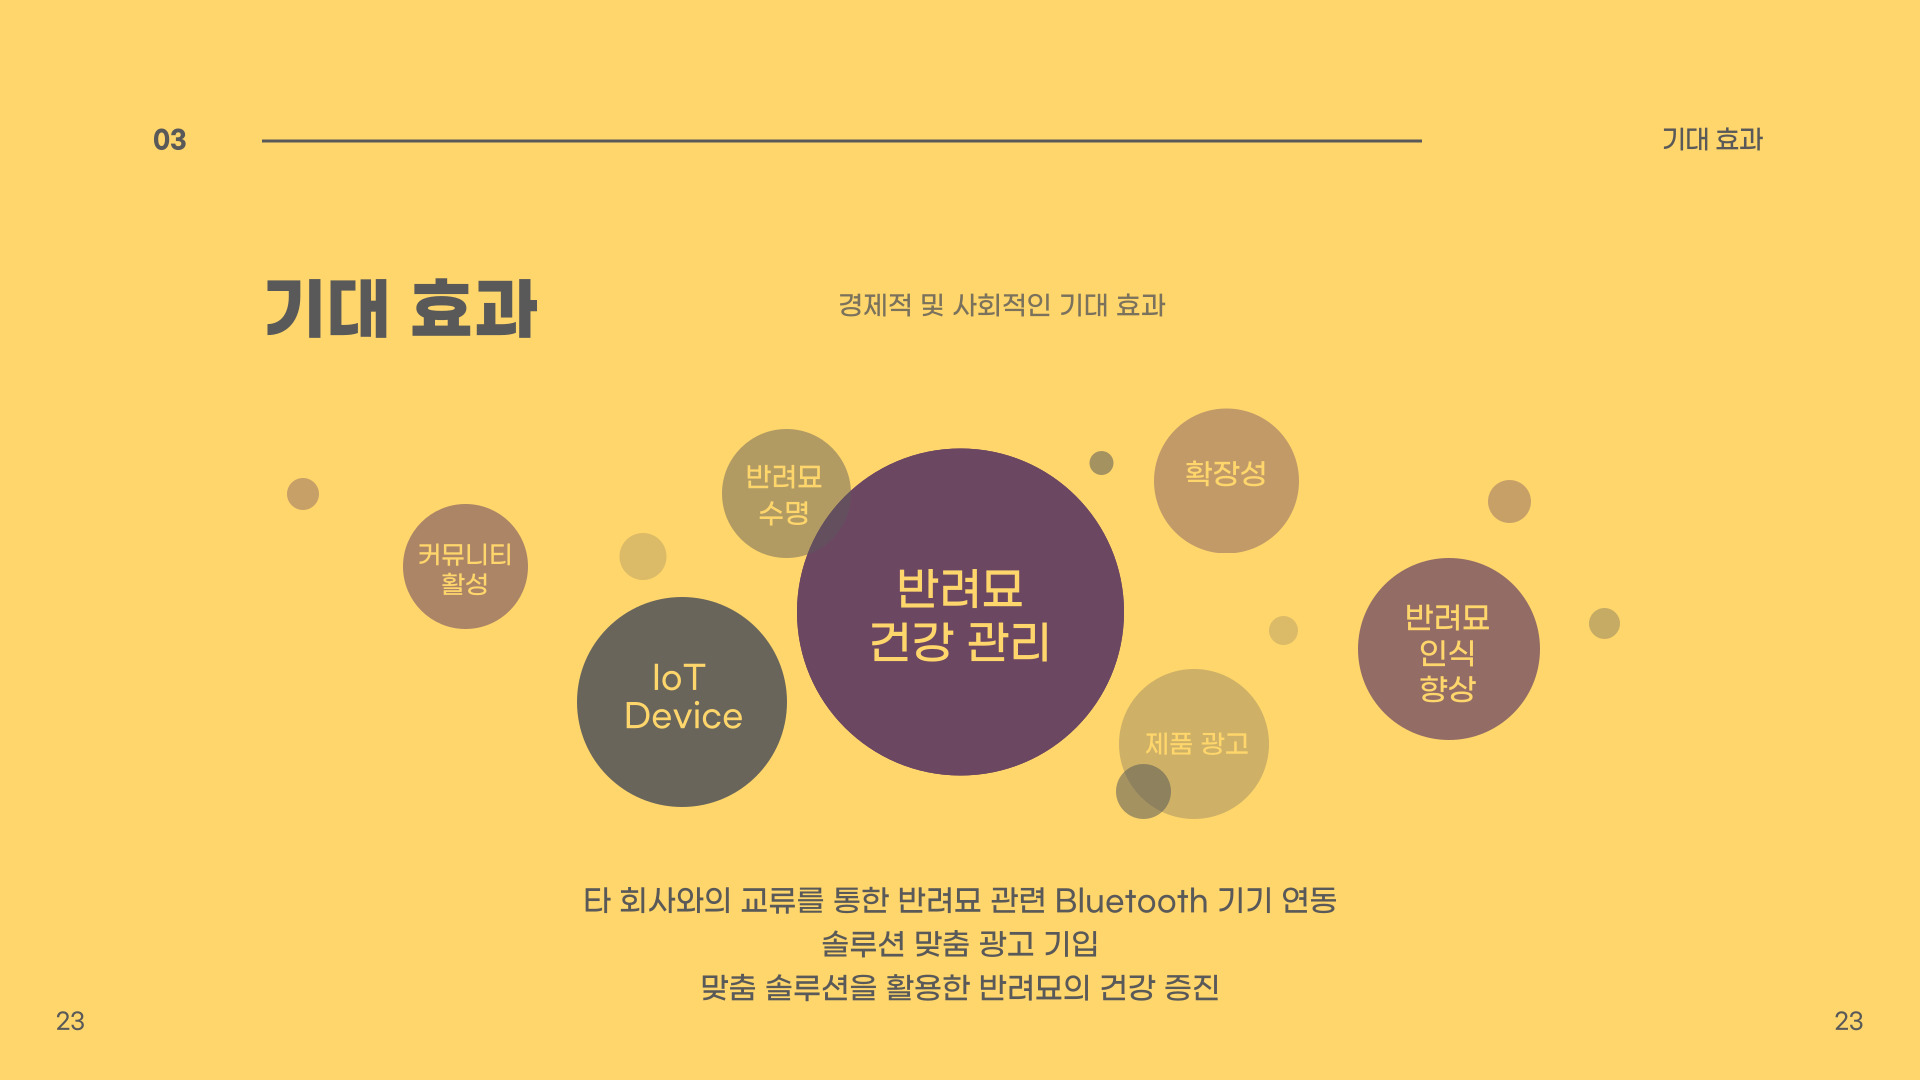 03
기대 효과
기대 효과
경제적 및 사회적인 기대 효과
커뮤니티
활성
반려묘
수명
IoT
Device
반려묘
건강 관리
확장성
제품 광고
반려묘
인식
향상
타 회사와의 교류를 통한 반려묘 관련 Bluetooth 기기 연동
솔루션 맞춤 광고 기입
맞춤 솔루션을 활용한 반려묘의 건강 증진
23
23